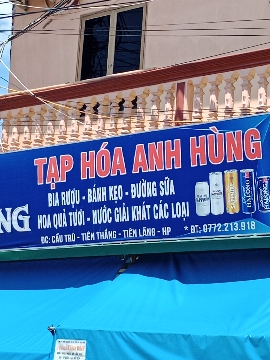 TẠP HÓA ANH HÙNG
BIA RƯỢU - BÁNH KẸO - ĐƯỜNG SỮA
HOA QUẢ TƯƠI - NƯỚC GIẢI KHÁT CÁC LOẠI
NG
ĐC: CẦU TRÙ - TIÊN THẮNG - TIÊN LÃNG - HP * ĐT: 0772.213.918